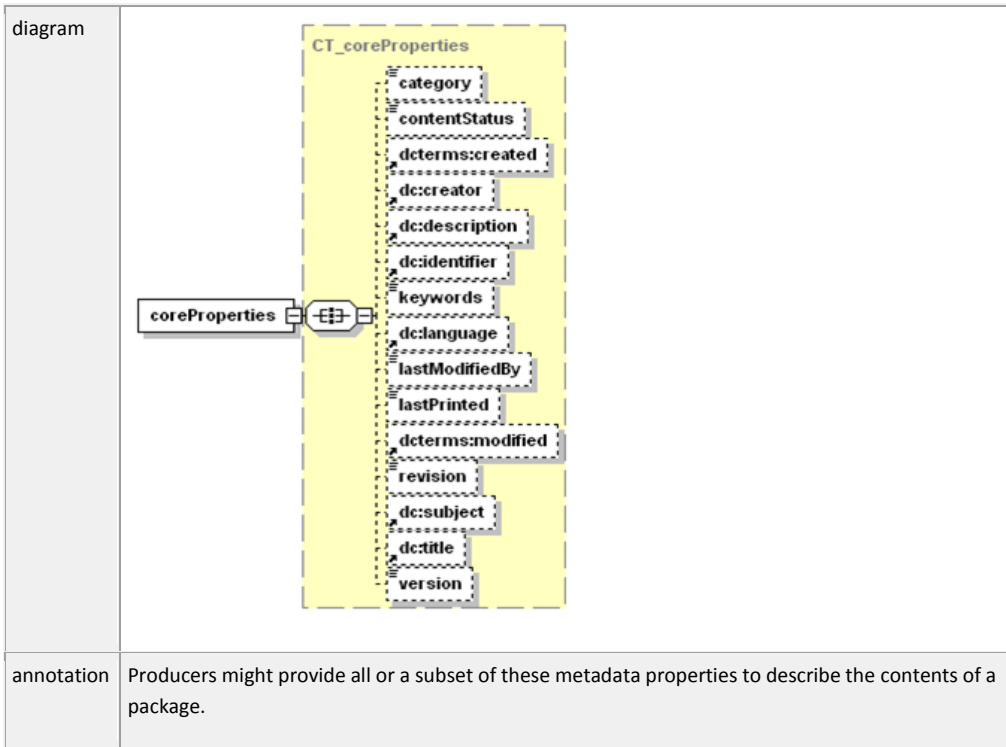 diagram
CT_coreProperties
category
contentStatus
dcterms:created
dc:creator
dc:description
dc:identifier
keywords
coreProperties
dc:language
lastModifiedBy
lastPrinted
dcterms:modified
revision
dc:subject
dc:title
version
annotation
Producers might provide all or a subset of these metadata properties to describe the contents of a
package.